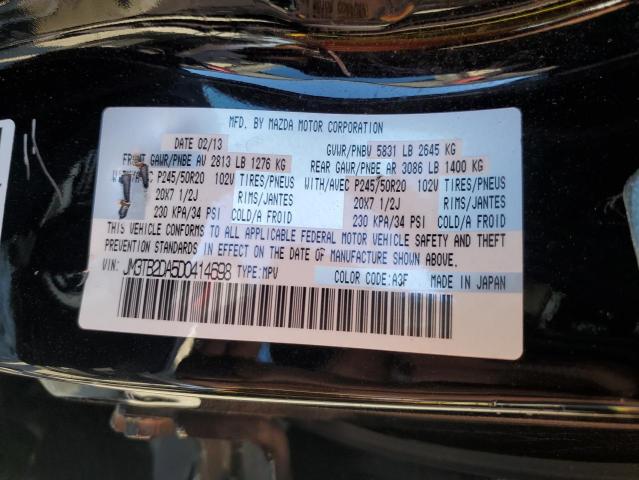 MFD. BY MAZDA MOTOR CORPORATION
DATE 02/13 GVWR/PNBV 5831 LB 2645 KG
FRONT GAWR/PNBE AV 2813 LB 1276 KG REAR GAWR/PNBE AR 3086 LB 1400 KG
WITH/A P245/50R20 102V TIRES/PNEUS WITH/AVEC P245/50R20 102V TIRES/PNEUS
20X7 1/2J RIMS/JANTES 20X7 1/2J RIMS/JANTES
230 KPA/34 PSI COLD/A FROID 230 KPA/34 PSI COLD/A FROID
THIS VEHICLE CONFORMS TO ALL APPLICABLE FEDERAL MOTOR VEHICLE SAFETY AND THEFT
PREVENTION STANDARDS IN EFFECT ON THE DATE OF MANUFACTURE SHOWN ABOVE.
VIN: JM3TB2DA5D0414698 TYPE:MPV COLOR CODE:A3F MADE IN JAPAN